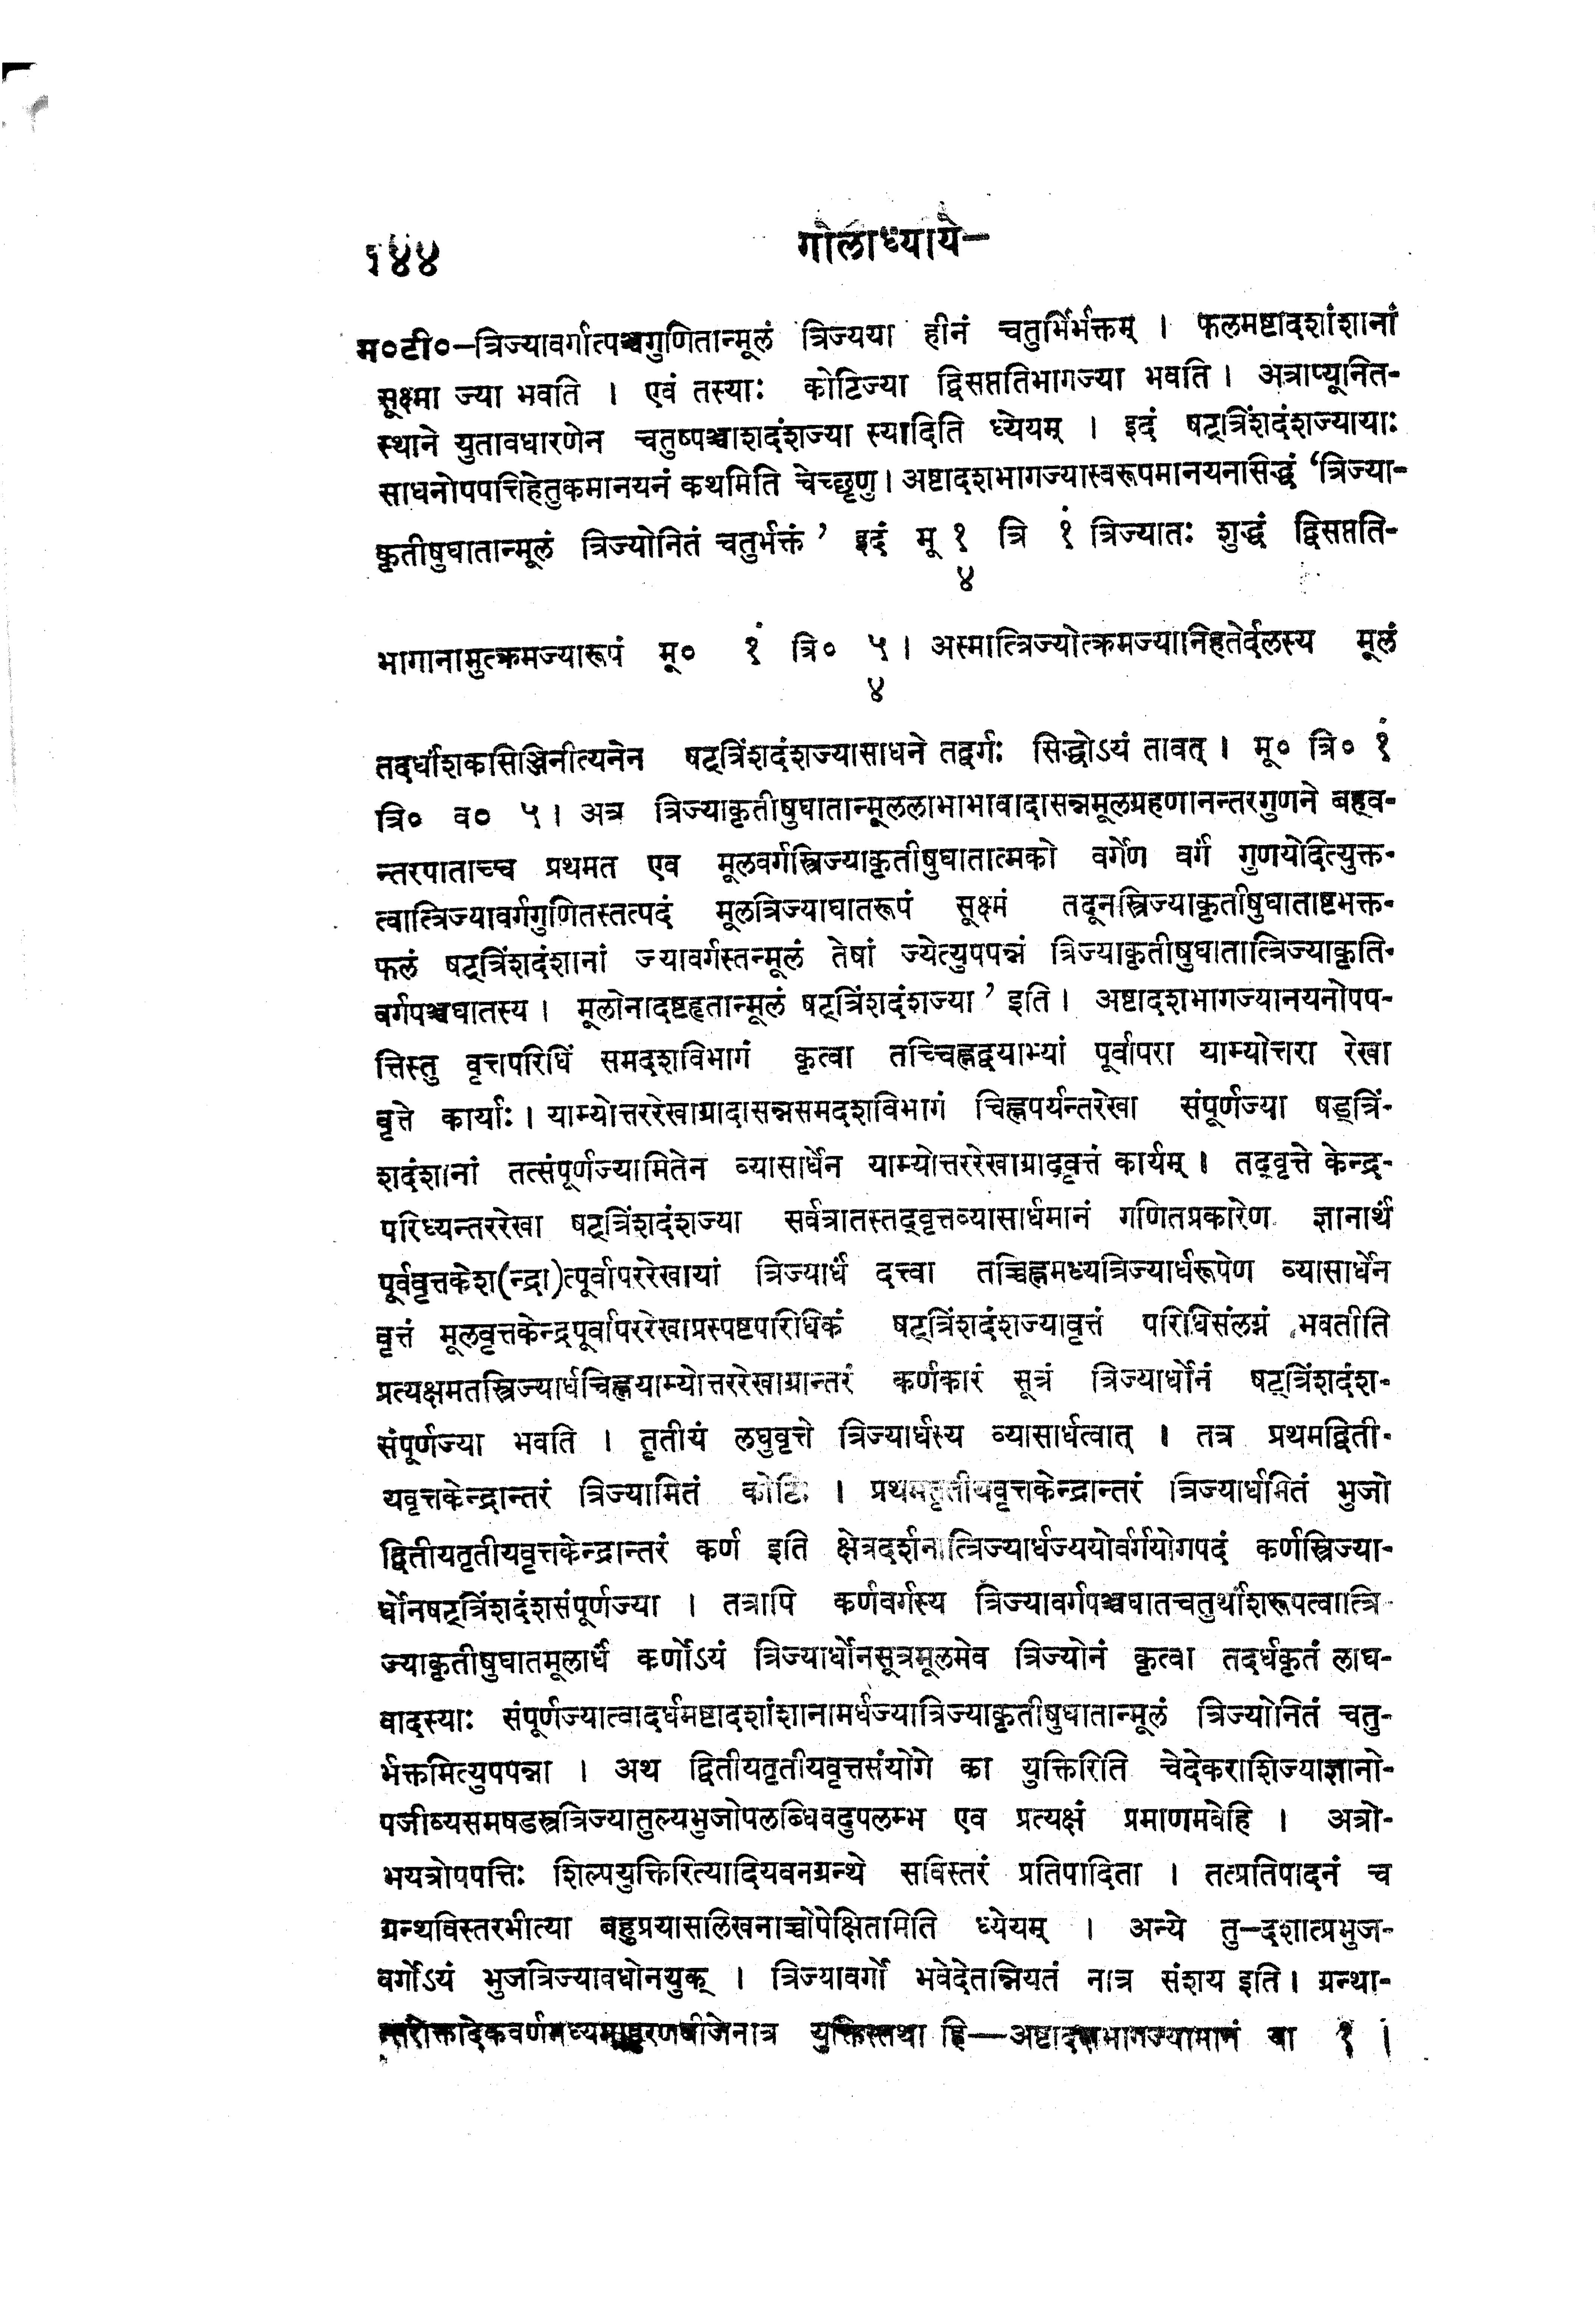 १४४
गोलाध्याये—
म०टी०—त्रिज्यावर्गात्पञ्चगुणितान्मूलं त्रिज्यया हीनं चतुर्भिर्भक्तम् । फलमष्टादशांशानां
सूक्ष्मा ज्या भवति । एवं तस्याः कोटिज्या द्विसप्ततिभागज्या भवति । अत्राप्यूनित-
स्थाने युतावधारणेन चतुष्पञ्चाशदंशज्या स्यादिति ध्येयम् । इदं षट्त्रिंशदंशज्यायाः
साधनोपपत्तिहेतुकमानयनं कथमिति चेच्छृणु । अष्टादशभागज्यास्वरूपमानयनासिद्धं ‘त्रिज्या-
कृतीषुघातान्मूलं त्रिज्योनितं चतुर्भक्तं ’ इदं मू १ त्रि १ं त्रिज्यातः शुद्धं द्विसप्तति-
४
भागानामुत्क्रमज्यारूपं मू० १ं त्रि० ५ । अस्मात्त्रिज्योत्क्रमज्यानिहतेर्दलस्य मूलं
४
तदर्धांशकसिञ्जिनीत्यनेन षट्त्रिंशदंशज्यासाधने तद्वर्गः सिद्धोऽयं तावत् । मू० त्रि० १ं
त्रि० व० ५ । अत्र त्रिज्याकृतीषुघातान्मूललाभाभावादासन्नमूलग्रहणानन्तरगुणने बह्व-
न्तरपाताच्च प्रथमत एव मूलवर्गस्त्रिज्याकृतीषुघातात्मको वर्गेण वर्गं गुणयोदित्युक्त-
त्वात्त्रिज्यावर्गगुणितस्तत्पदं मूलत्रिज्याघातरूपं सूक्ष्मं तदूनस्त्रिज्याकृतीषुघाताष्टभक्त-
फलं षट्त्रिंशदंशानां ज्यावर्गस्तन्मूलं तेषां ज्येत्युपपन्नं त्रिज्याकृतीषुघातात्त्रिज्याकृति-
वर्गपञ्चघातस्य । मूलोनादष्टहृतान्मूलं षट्त्रिंशदंशज्या ’ इति । अष्टादशभागज्यानयनोपप-
त्तिस्तु वृत्तपरिधिं समदशविभागं कृत्वा तच्चिह्नद्वयाभ्यां पूर्वापरा याम्योत्तरा रेखा
वृत्ते कार्याः । याम्योत्तररेखाग्रादासन्नसमदशविभागं चिह्नपर्यन्तरेखा संपूर्णज्या षड्त्रिं-
शदंशानां तत्संपूर्णज्यामितेन व्यासार्धेन याम्योत्तररेखाग्राद्वृत्तं कार्यम् । तद्वृत्ते केन्द्र-
परिध्यन्तररेखा षट्त्रिंशदंशज्या सर्वत्रातस्तद्वृत्तव्यासार्धमानं गणितप्रकारेण ज्ञानार्थं
पूर्ववृत्तकेश(न्द्रा)त्पूर्वापररेखायां त्रिज्यार्धं दत्त्वा तच्चिह्नमध्यत्रिज्यार्धरूपेण व्यासार्धेन
वृत्तं मूलवृत्तकेन्द्रपूर्वापररेखाप्रस्पष्टपरिधिकं षट्त्रिंशदंशज्यावृत्तं परिधिसंलग्नं भवतीति
प्रत्यक्षमतस्त्रिज्यार्धचिह्नयाम्योत्तररेखाग्रान्तरं कर्णकारं सूत्रं त्रिज्यार्धोनं षट्त्रिंशदंश-
संपूर्णज्या भवति । तृतीयं लघुवृत्ते त्रिज्यार्धस्य व्यासार्धत्वात् । तत्र प्रथमद्विती-
यवृत्तकेन्द्रान्तरं त्रिज्यामितं कोटिः । प्रथमतृतीयवृत्तकेन्द्रान्तरं त्रिज्यार्धमितं भुजो
द्वितीयतृतीयवृत्तकेन्द्रान्तरं कर्ण इति क्षेत्रदर्शनात्त्रिज्यार्धज्ययोर्वर्गयोगपदं कर्णस्त्रिज्या-
र्धोनषट्त्रिंशदंशसंपूर्णज्या । तत्रापि कर्णवर्गस्य त्रिज्यावर्गपञ्चघातचतुर्थांशरूपत्वात्त्रि-
ज्याकृतीषुघातमूलार्धं कर्णोऽयं त्रिज्यार्धोनसूत्रमूलमेव त्रिज्योनं कृत्वा तदर्धकृतं लाघ-
वादस्याः संपूर्णज्यात्वादर्धमष्टादशांशानामर्धज्यात्रिज्याकृतीषुघातान्मूलं त्रिज्योनितं चतु-
र्भक्तमित्युपपन्ना । अथ द्वितीयतृतीयवृत्तसंयोगे का युक्तिरिति चेदेकराशिज्याज्ञानो-
पजीव्यसमषडस्रत्रिज्यातुल्यभुजोपलब्धिवदुपलम्भ एव प्रत्यक्षं प्रमाणमवेहि । अत्रो-
भयत्रोपपत्तिः शिल्पयुक्तिरित्यादियवनग्रन्थे सविस्तरं प्रतिपादिता । तत्प्रतिपादनं च
ग्रन्थविस्तरभीत्या बहुप्रयासलिखनाच्चोपेक्षितमिति ध्येयम् । अन्ये तु—दशात्प्रभुज-
वर्गोऽयं भुजत्रिज्यावधोनयुक् । त्रिज्यावर्गो भवेदेतन्नियतं नात्र संशय इति । ग्रन्था-
न्तरोक्तादेकवर्णमध्यमाहरणबीजेनात्र युक्तिस्तथा हि—अष्टादशभागज्यामानं या १ ।